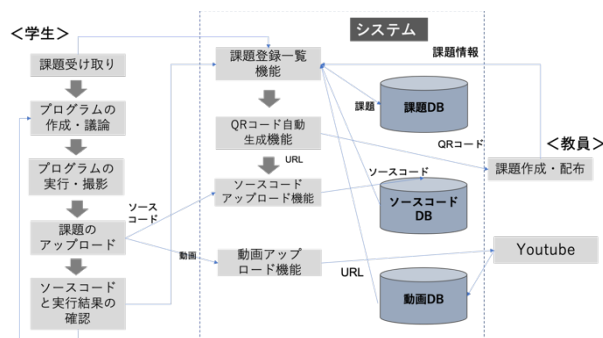 ＜学生＞
システム
課題受け取り
課題登録一覧
機能
課題情報
プログラムの
作成・議論
課題
課題DB
QRコード自動
生成機能
QRコード
＜教員＞
URL
課題作成・配布
プログラムの
実行・撮影
ソースコード
アップロード機能
ソースコード
ソース
コード
ソースコード
DB
課題の
アップロード
動画
動画アップ
ロード機能
URL
Youtube
ソースコード
と実行結果の
確認
動画DB